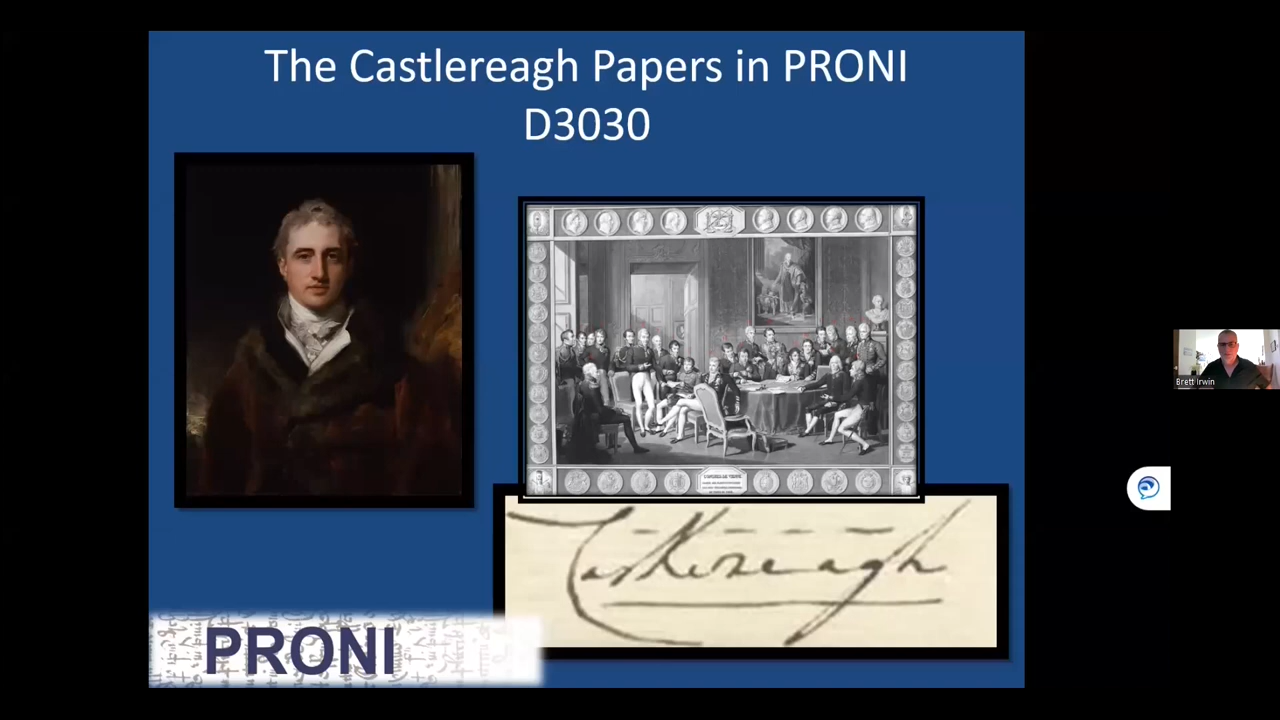 The Castlereagh Papers in PRONI
D3030
Castlereagh
PRONI
Brett Irwin